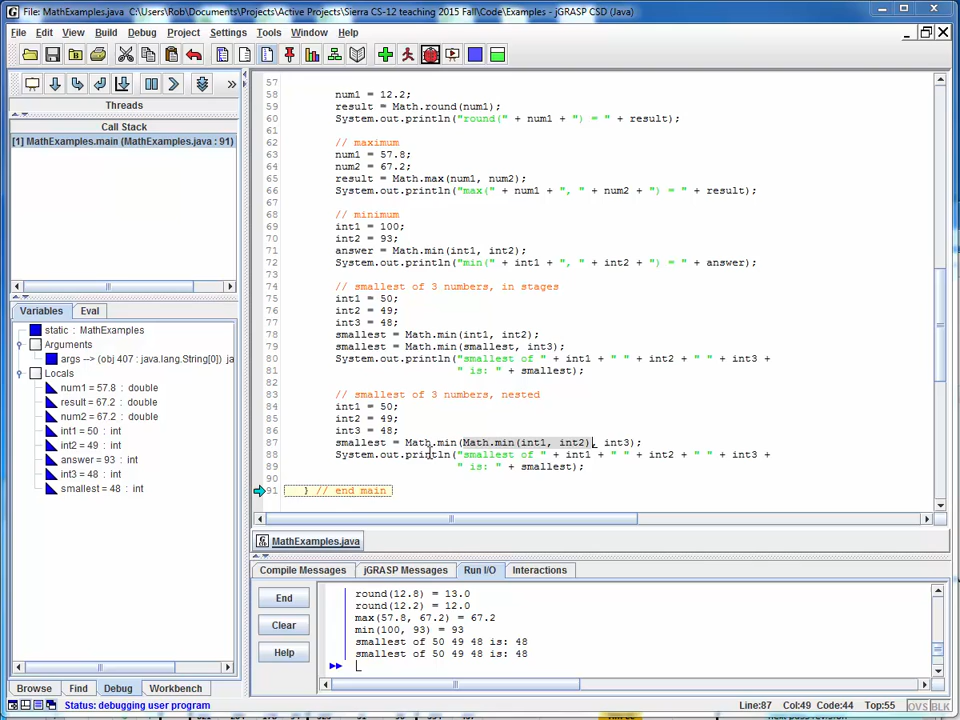 File: MathExamples.java  C:\Users\Rob\Documents\Projects\Active Projects\Sierra CS-12 teaching 2015 Fall\Code\Examples - jGRASP CSD (Java)
File Edit View Build Debug Project Settings Tools Window Help
Threads
Call Stack
[1] MathExamples.main (MathExamples.java : 91)
Variables Eval
static : MathExamples
Arguments
args --> (obj 407 : java.lang.String[0]) ja
Locals
num1 = 57.8 : double
result = 67.2 : double
num2 = 67.2 : double
int1 = 50 : int
int2 = 49 : int
answer = 93 : int
int3 = 48 : int
smallest = 48 : int
Browse Find Debug Workbench
57
58 num1 = 12.2;
59 result = Math.round(num1);
60 System.out.println("round(" + num1 + ") = " + result);
61
62 // maximum
63 num1 = 57.8;
64 num2 = 67.2;
65 result = Math.max(num1, num2);
66 System.out.println("max(" + num1 + ", " + num2 + ") = " + result);
67
68 // minimum
69 int1 = 100;
70 int2 = 93;
71 answer = Math.min(int1, int2);
72 System.out.println("min(" + int1 + ", " + int2 + ") = " + answer);
73
74 // smallest of 3 numbers, in stages
75 int1 = 50;
76 int2 = 49;
77 int3 = 48;
78 smallest = Math.min(int1, int2);
79 smallest = Math.min(smallest, int3);
80 System.out.println("smallest of " + int1 + " " + int2 + " " + int3 +
81 " is: " + smallest);
82
83 // smallest of 3 numbers, nested
84 int1 = 50;
85 int2 = 49;
86 int3 = 48;
87 smallest = Math.min(Math.min(int1, int2), int3);
88 System.out.println("smallest of " + int1 + " " + int2 + " " + int3 +
89 " is: " + smallest);
90
91 } // end main
MathExamples.java
Compile Messages jGRASP Messages Run I/O Interactions
End
Clear
Help
round(12.8) = 13.0
round(12.2) = 12.0
max(57.8, 67.2) = 67.2
min(100, 93) = 93
smallest of 50 49 48 is: 48
smallest of 50 49 48 is: 48
Status: debugging user program
Line:87 Col:49 Code:44 Top:55 OVS BLK